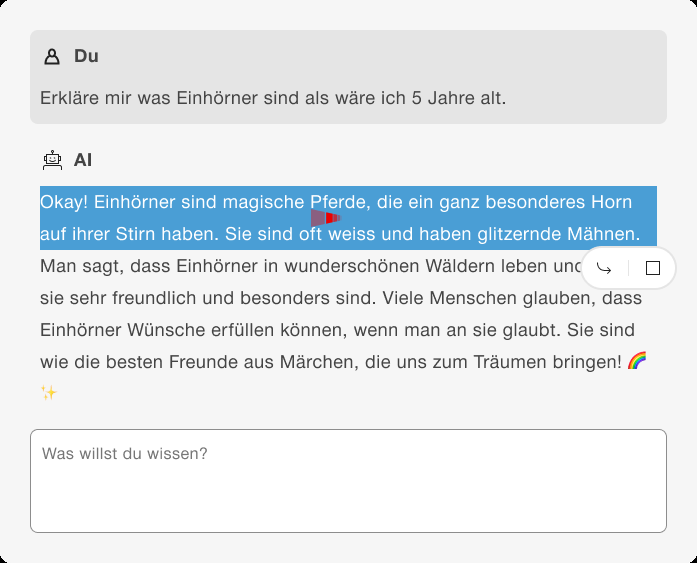 Du
Erkläre mir was Einhörner sind als wäre ich 5 Jahre alt.
AI
Okay! Einhörner sind magische Pferde, die ein ganz besonderes Horn
auf ihrer Stirn haben. Sie sind oft weiss und haben glitzernde Mähnen.
Man sagt, dass Einhörner in wunderschönen Wäldern leben und
sie sehr freundlich und besonders sind. Viele Menschen glauben, dass
Einhörner Wünsche erfüllen können, wenn man an sie glaubt. Sie sind
wie die besten Freunde aus Märchen, die uns zum Träumen bringen! 🌈
✨
Was willst du wissen?